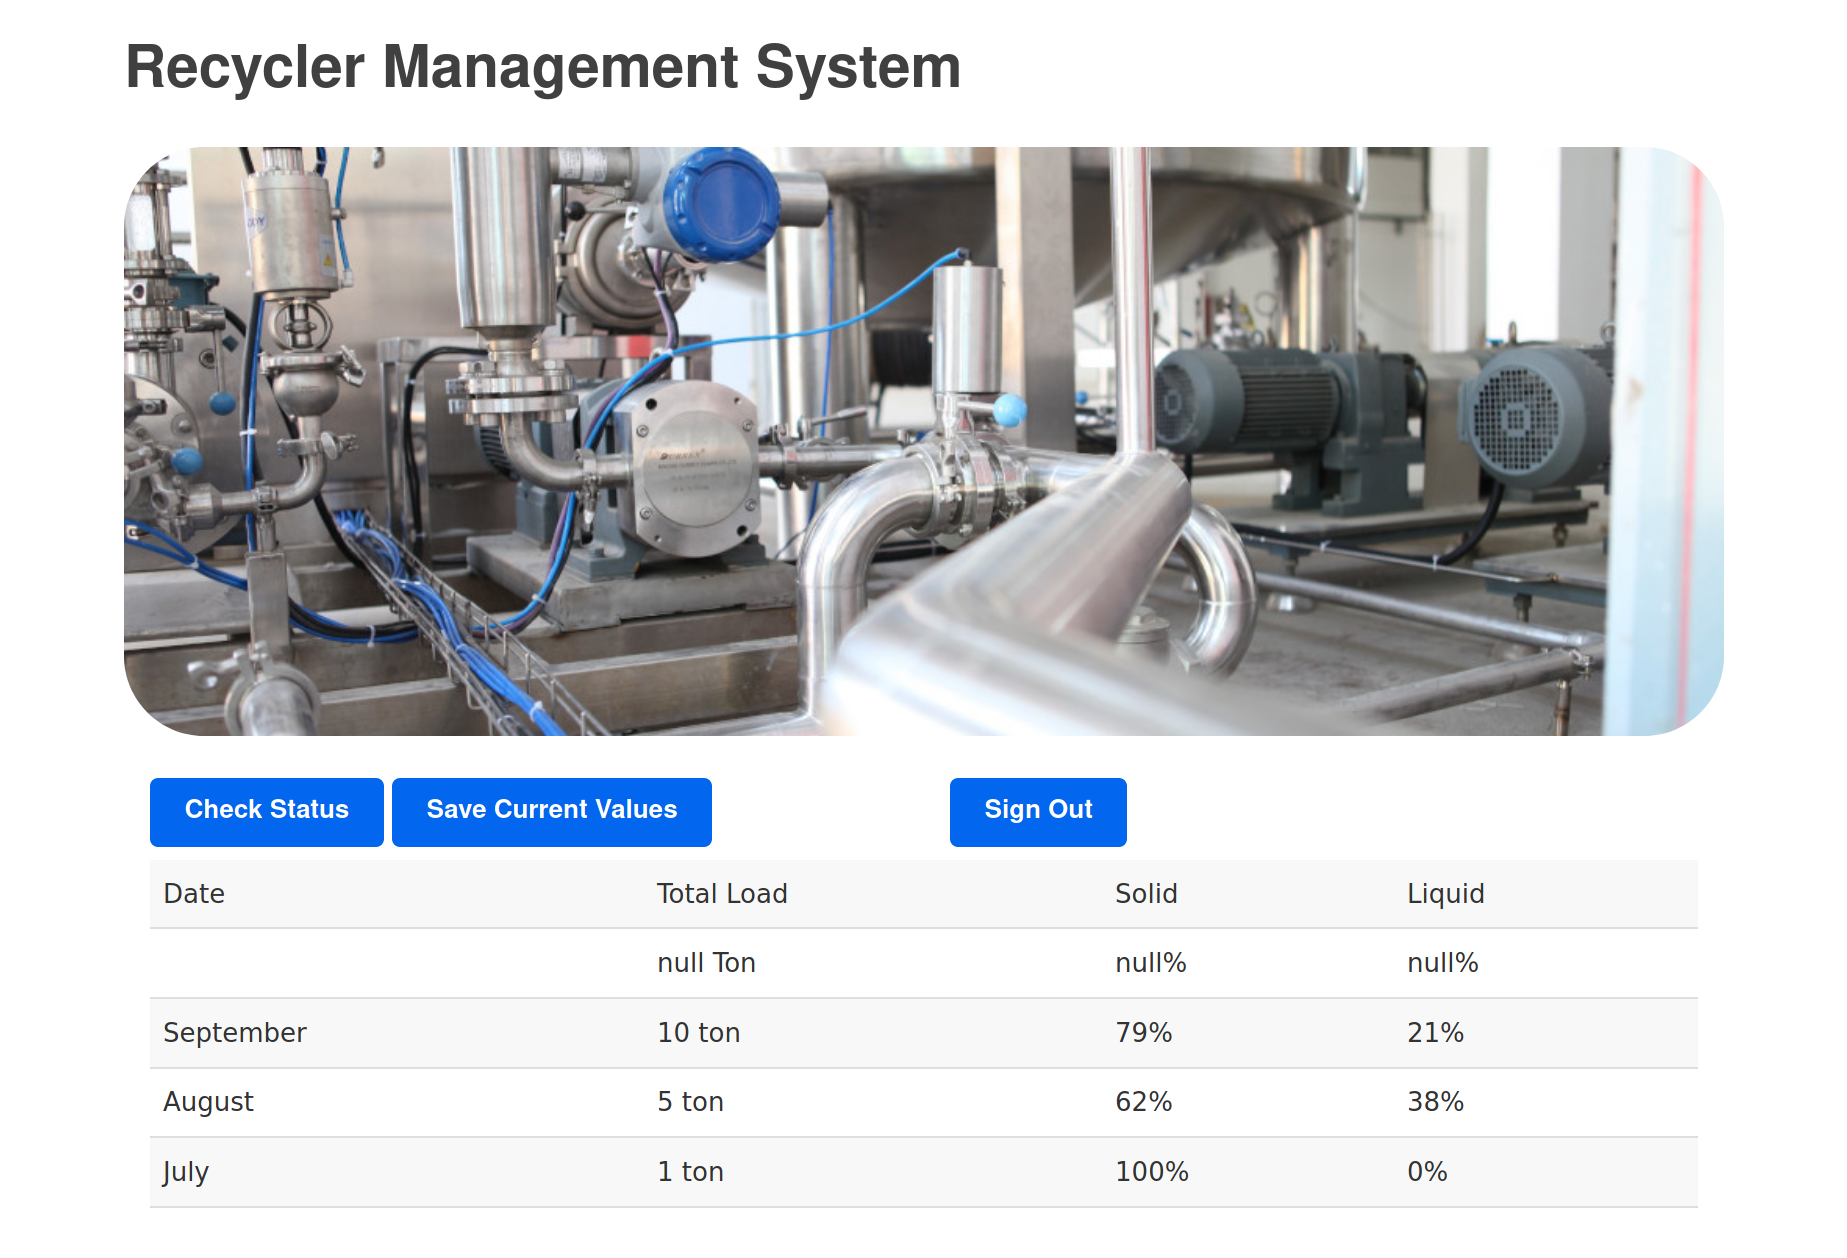 Recycler Management System
Check Status Save Current Values Sign Out
Date Total Load Solid Liquid
null Ton null% null%
September 10 ton 79% 21%
August 5 ton 62% 38%
July 1 ton 100% 0%